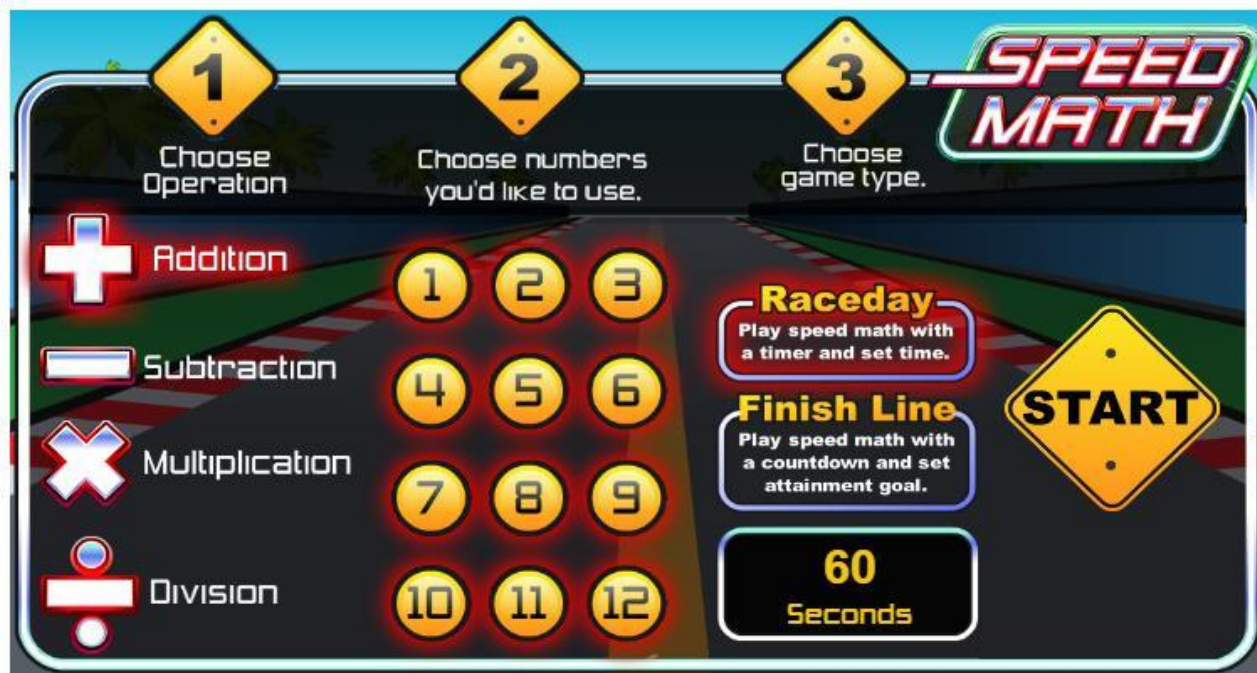 SPEED
MATH
1
Choose
Operation
Addition
Subtraction
Multiplication
Division
2
Choose numbers
you'd like to use.
1 2 3
4 5 6
7 8 9
10 11 12
3
Choose
game type.
Raceday
Play speed math with
a timer and set time.
Finish Line
Play speed math with
a countdown and set
attainment goal.
60
Seconds
START